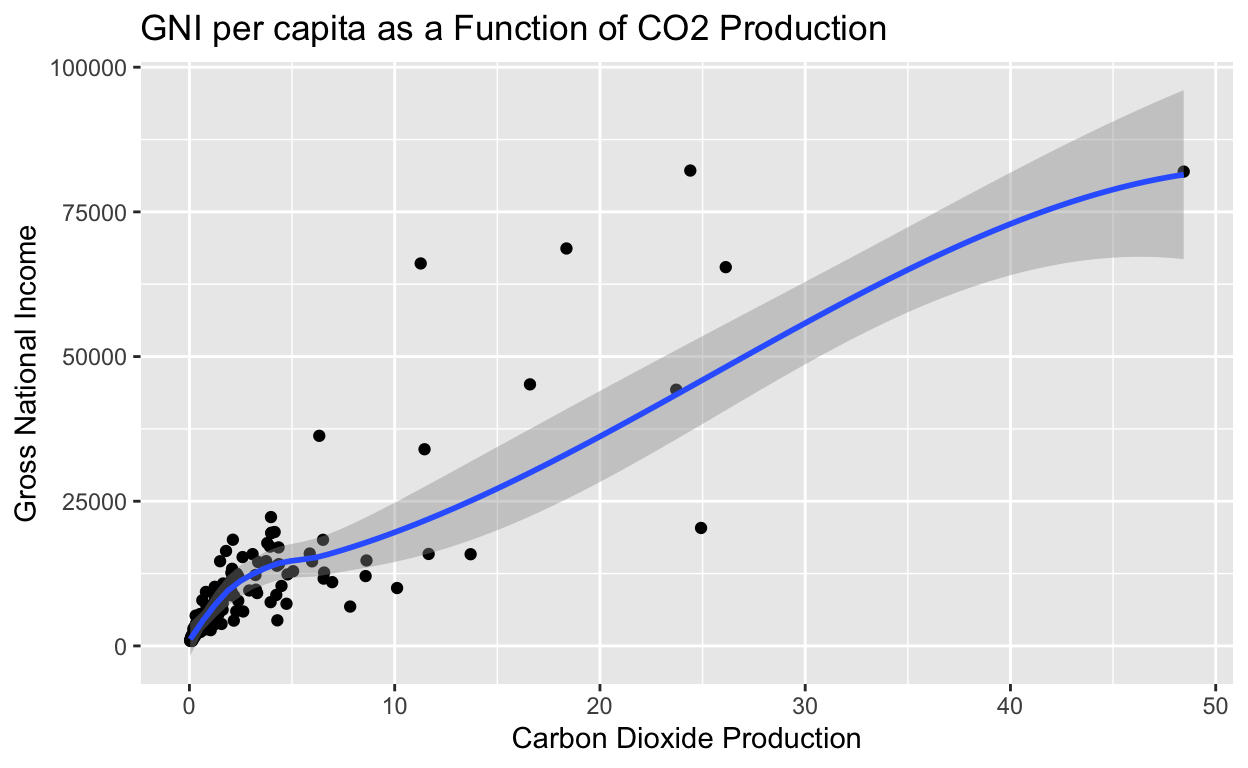 GNI per capita as a Function of CO2 Production
100000
75000
50000
25000
0
Gross National Income
0 10 20 30 40 50
Carbon Dioxide Production